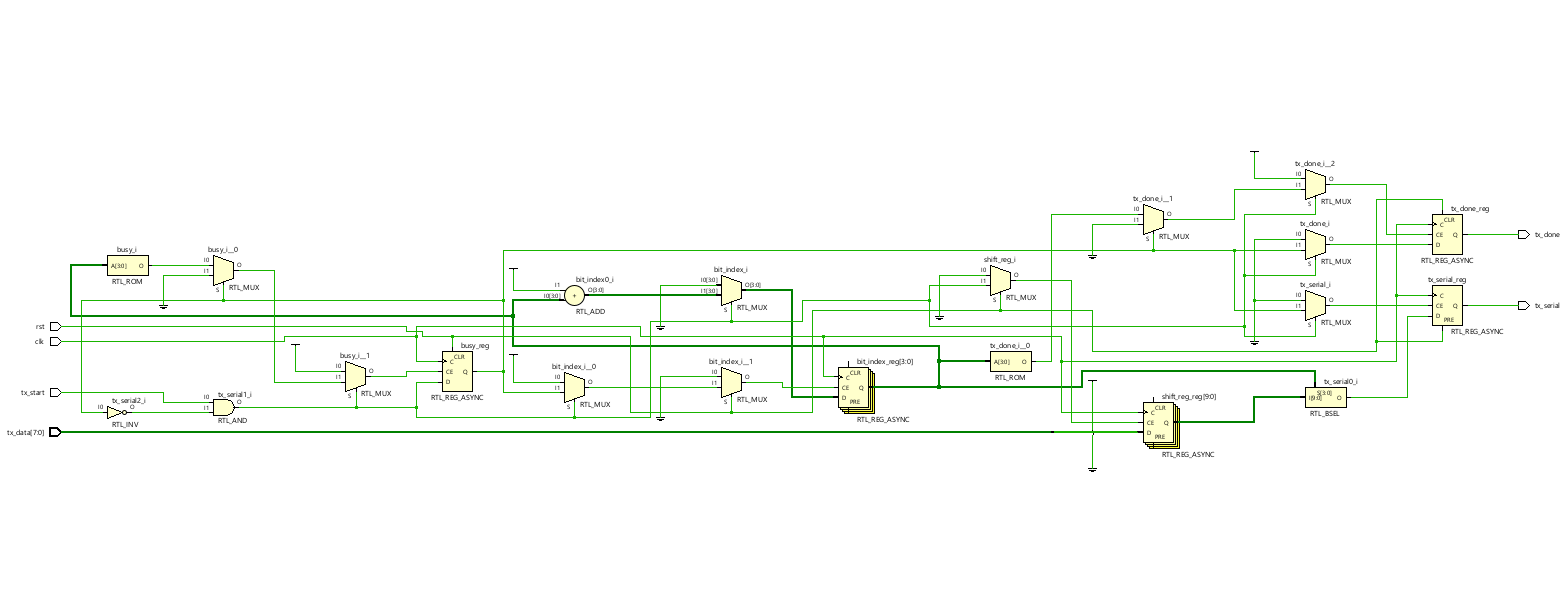 tx_done_i__2
I0
O
I1
S
RTL_MUX
tx_done_i__1
I0
O
I1
S
RTL_MUX
tx_done_reg
CLR
C
CE
Q
D
RTL_REG_ASYNC
tx_done
tx_done_i
I0
O
I1
S
RTL_MUX
busy_i
A[3:0]
O
RTL_ROM
busy_i__0
I0
O
I1
S
RTL_MUX
bit_index0_i
I1
O[3:0]
I0[3:0]
+
RTL_ADD
bit_index_i
I0[3:0]
O[3:0]
I1[3:0]
S
RTL_MUX
shift_reg_i
I0
O
I1
S
RTL_MUX
tx_serial_i
I0
O
I1
S
RTL_MUX
tx_serial_reg
C
CE
Q
D
PRE
RTL_REG_ASYNC
tx_serial
rst
clk
busy_i__1
I0
O
I1
S
RTL_MUX
busy_reg
CLR
C
CE
Q
D
RTL_REG_ASYNC
bit_index_i__0
I0
O
I1
S
RTL_MUX
bit_index_i__1
I0
O
I1
S
RTL_MUX
bit_index_reg[3:0]
CLR
C
CE
Q
D
PRE
RTL_REG_ASYNC
tx_done_i__0
A[3:0]
O
RTL_ROM
tx_serial0_i
S[3:0]
I[9:0]
O
RTL_BSEL
tx_start
tx_serial2_i
I0
O
RTL_INV
tx_serial1_i
I0
O
I1
RTL_AND
shift_reg_reg[9:0]
CLR
C
CE
Q
D
PRE
RTL_REG_ASYNC
tx_data[7:0]